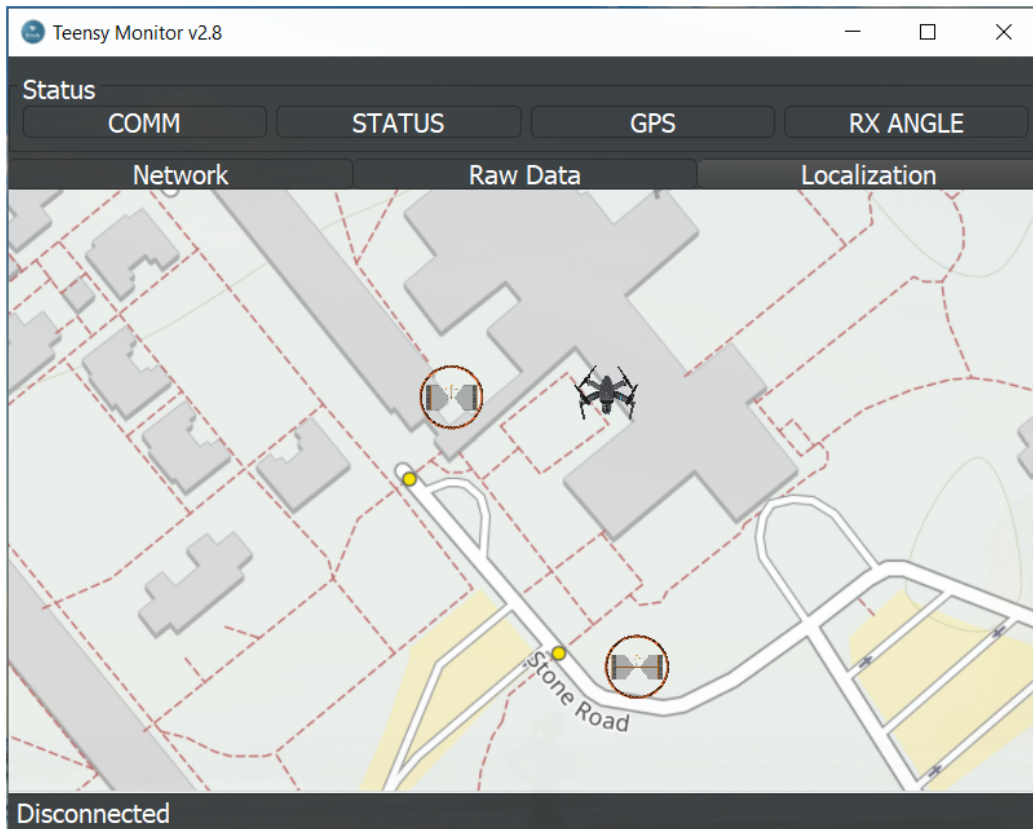 Teensy Monitor v2.8
Status
COMM STATUS GPS RX ANGLE
Network Raw Data Localization
Stone Road
Disconnected